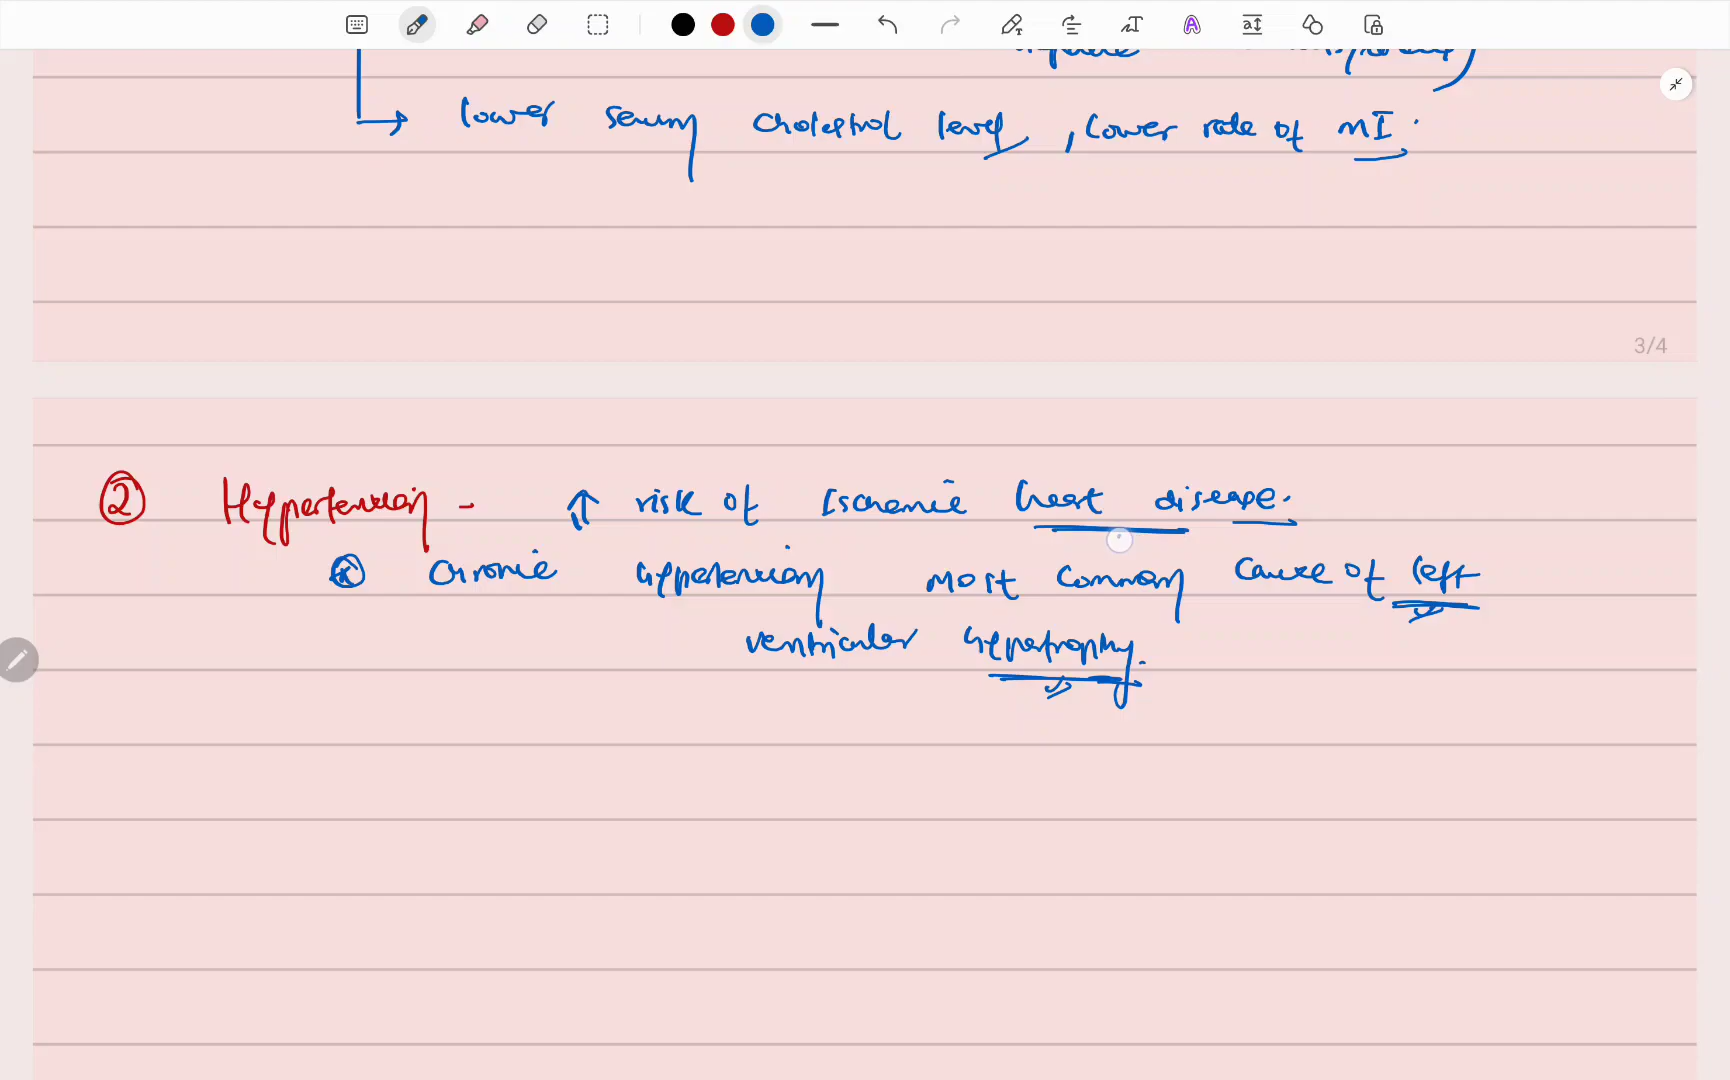 → lower serum cholestrol level, lower rate of MI.
3/4
② Hypertension - ↑ risk of Ischemic heart disease.
chronic hypertension most common cause of left
ventricular hypertrophy.